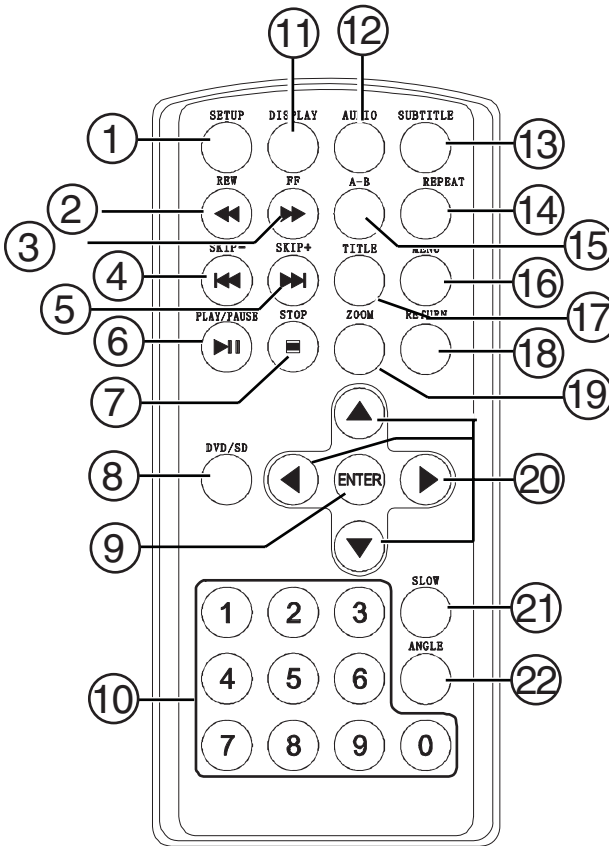 11 12
SETUP DISPLAY AUDIO SUBTITLE
1 13
REW FF A-B REPEAT
2 14
3 15
SKIP- SKIP+ TITLE MENU
4 16
5 17
PLAY/PAUSE STOP ZOOM RETURN
6 18
7 19
DVD/SD
8 ENTER 20
9
SLOW
1 2 3 21
ANGLE
10 4 5 6 22
7 8 9 0